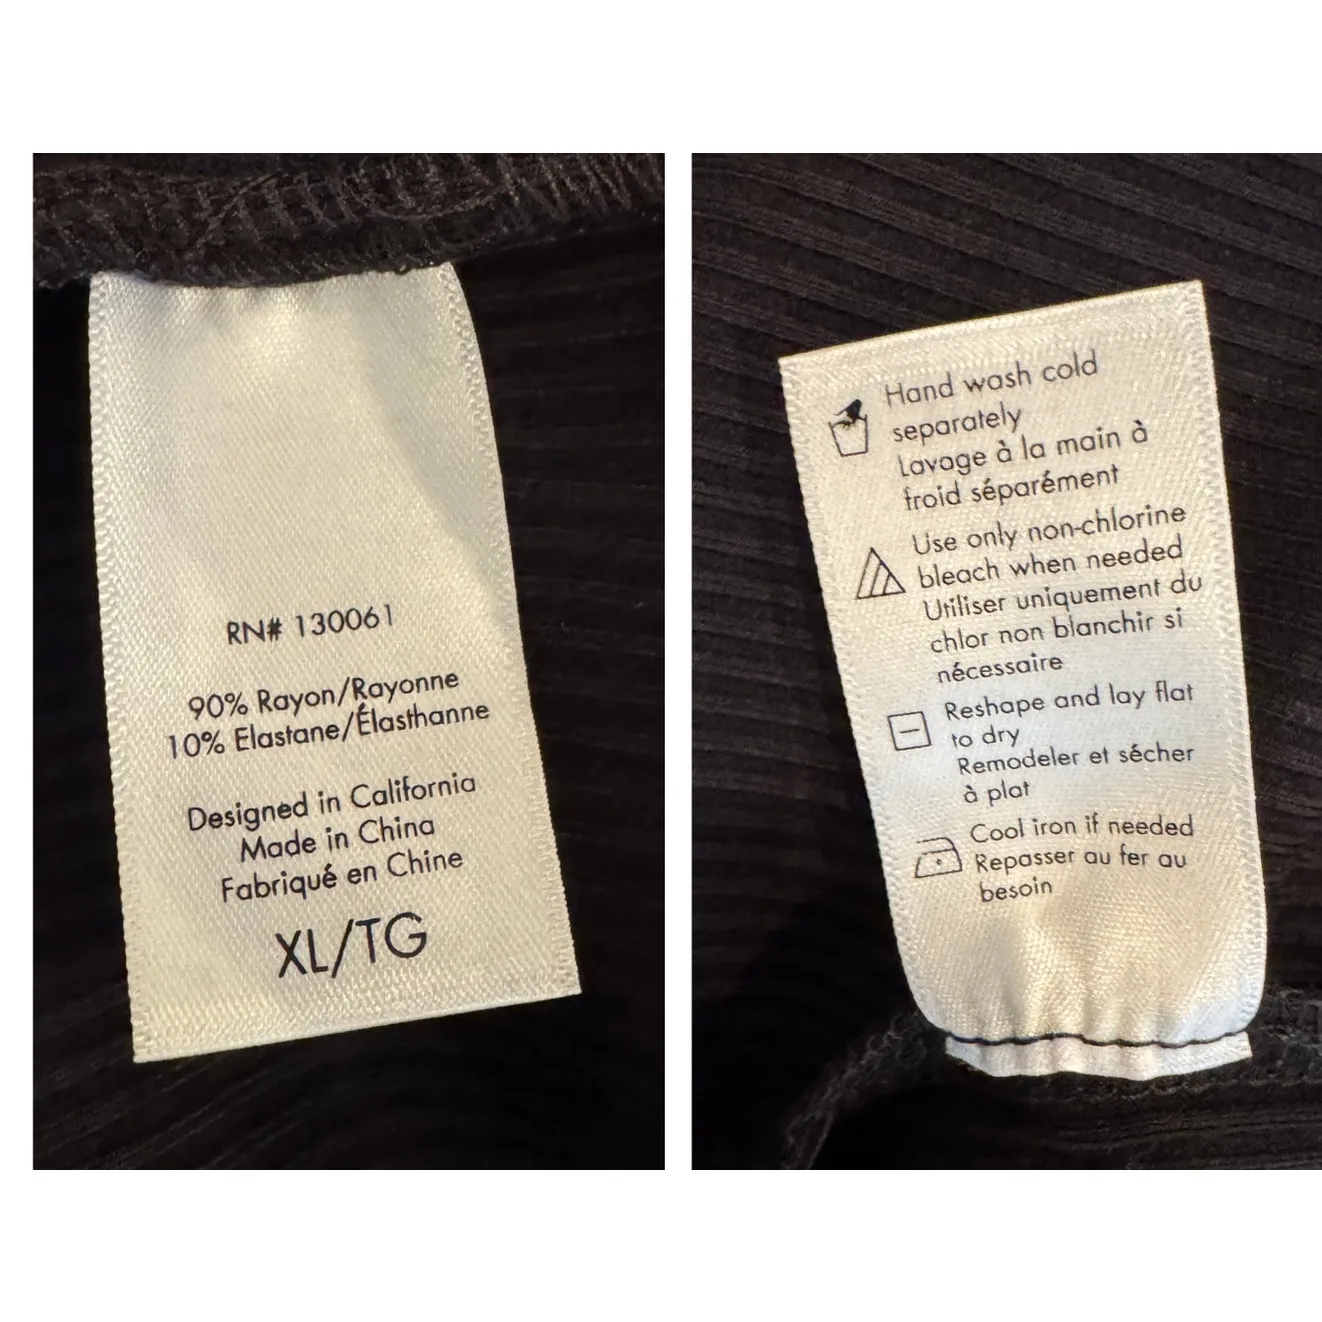 RN# 130061
90% Rayon/Rayonne
10% Elastane/Élasthanne
Designed in California
Made in China
Fabriqué en Chine
XL/TG
Hand wash cold
separately
Lavage à la main à
froid séparément
Use only non-chlorine
bleach when needed
Utiliser uniquement du
chlor non blanchir si
nécessaire
Reshape and lay flat
to dry
Remodeler et sécher
à plat
Cool iron if needed
Repasser au fer au
besoin